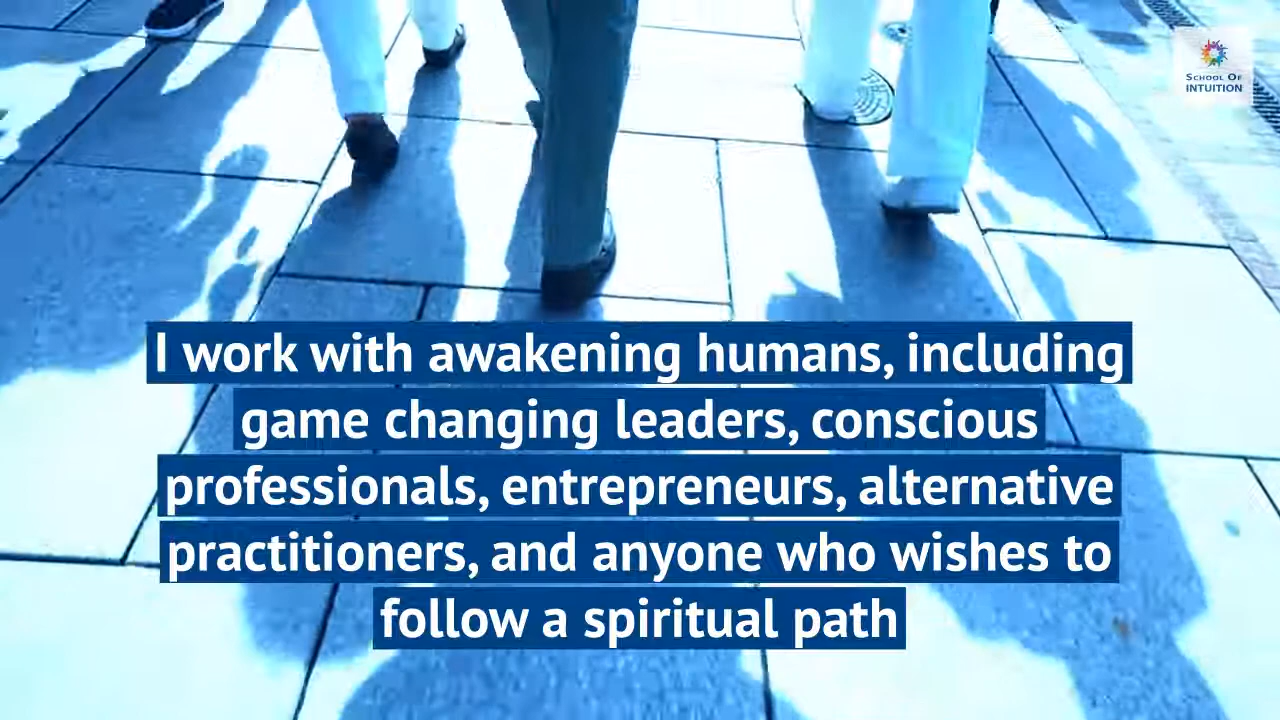 SCHOOL OF
INTUITION
I work with awakening humans, including
game changing leaders, conscious
professionals, entrepreneurs, alternative
practitioners, and anyone who wishes to
follow a spiritual path